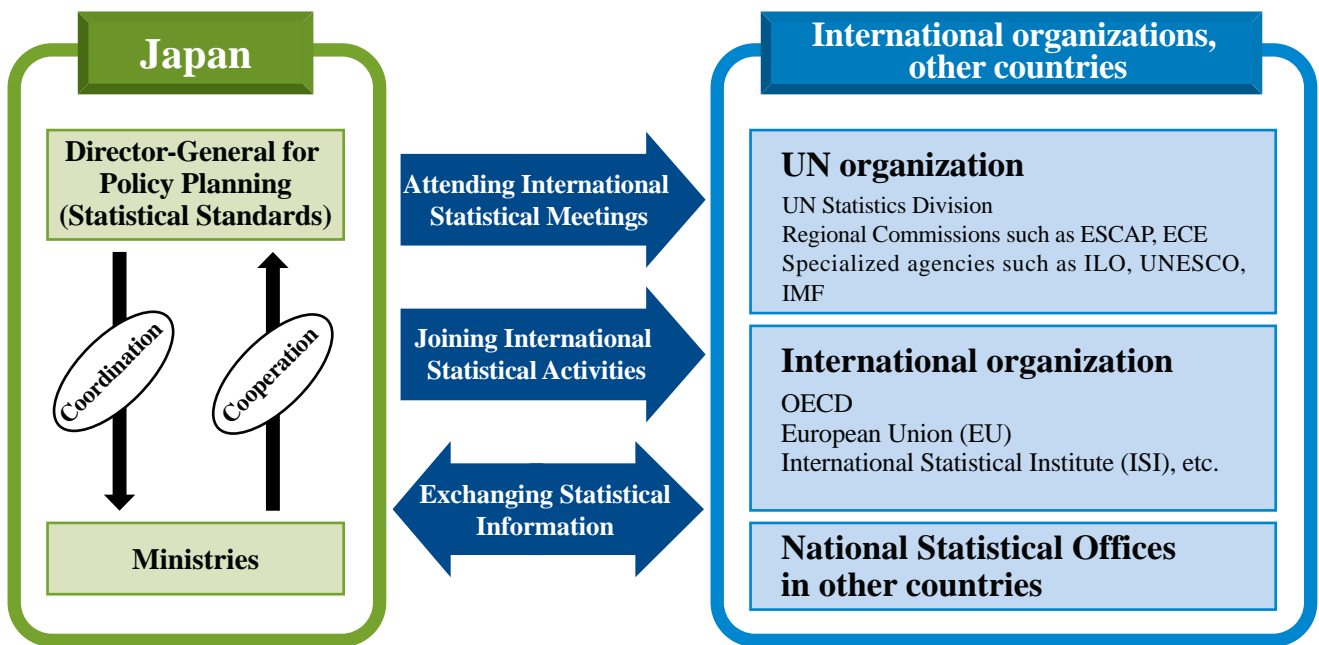 Japan
Director-General for
Policy Planning
(Statistical Standards)
Coordination
Cooperation
Ministries
Attending International
Statistical Meetings
Joining International
Statistical Activities
Exchanging Statistical
Information
International organizations,
other countries
UN organization
UN Statistics Division
Regional Commissions such as ESCAP, ECE
Specialized agencies such as ILO, UNESCO,
IMF
International organization
OECD
European Union (EU)
International Statistical Institute (ISI), etc.
National Statistical Offices
in other countries